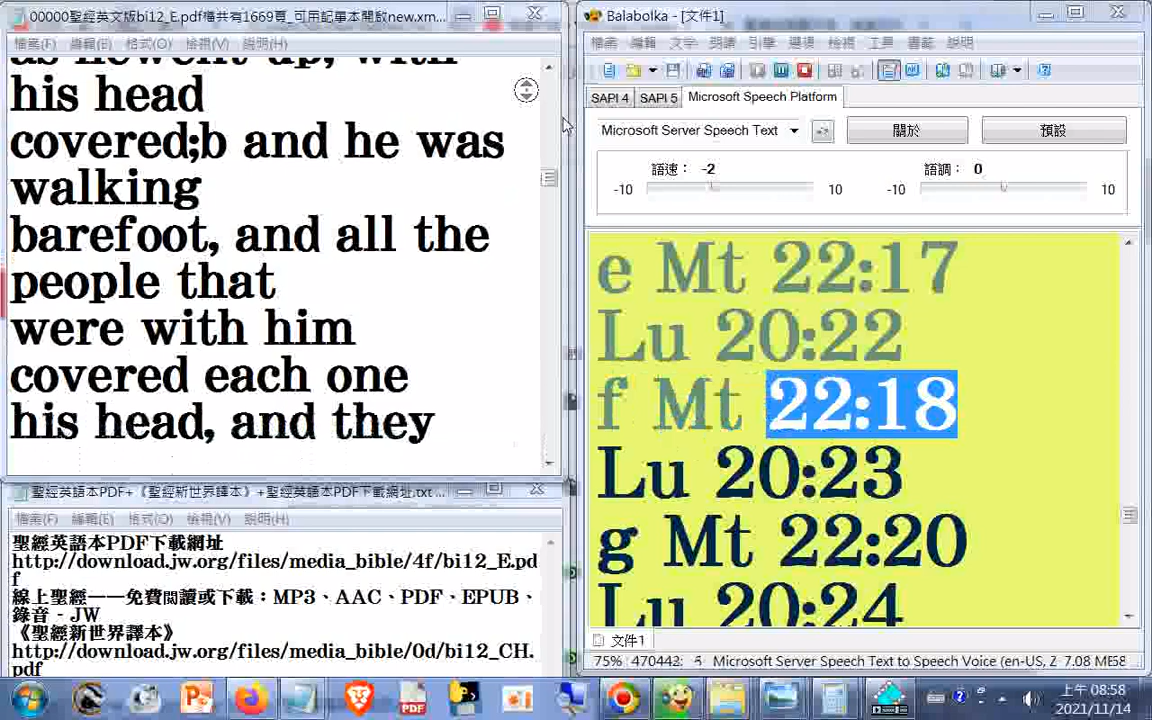 00000聖經英文版bi12_E.pdf檔共有1669頁_可用記事本開啟new.xm...
檔案(F) 編輯(E) 格式(O) 檢視(V) 說明(H)
as hewent up, with
his head
covered;b and he was
walking
barefoot, and all the
people that
were with him
covered each one
his head, and they
聖經英語本PDF+《聖經新世界譯本》+聖經英語本PDF下載網址.txt ...
檔案(F) 編輯(E) 格式(O) 檢視(V) 說明(H)
聖經英語本PDF下載網址
http://download.jw.org/files/media_bible/4f/bi12_E.pd
f
線上聖經——免費閱讀或下載：MP3、AAC、PDF、EPUB、
錄音 - JW
《聖經新世界譯本》
http://download.jw.org/files/media_bible/0d/bi12_CH.
pdf
Balabolka - [文件1]
檔案 編輯 文字 朗讀 引擎 選項 檢視 工具 書籤 說明
SAPI 4 SAPI 5 Microsoft Speech Platform
Microsoft Server Speech Text 關於 預設
語速： -2 語調： 0
-10 10 -10 10
e Mt 22:17
Lu 20:22
f Mt 22:18
Lu 20:23
g Mt 22:20
Lu 20:24
文件1
75% 470442: Microsoft Server Speech Text to Speech Voice (en-US, Z 7.08 ME58
PDF
上午 08:58
2021/11/14